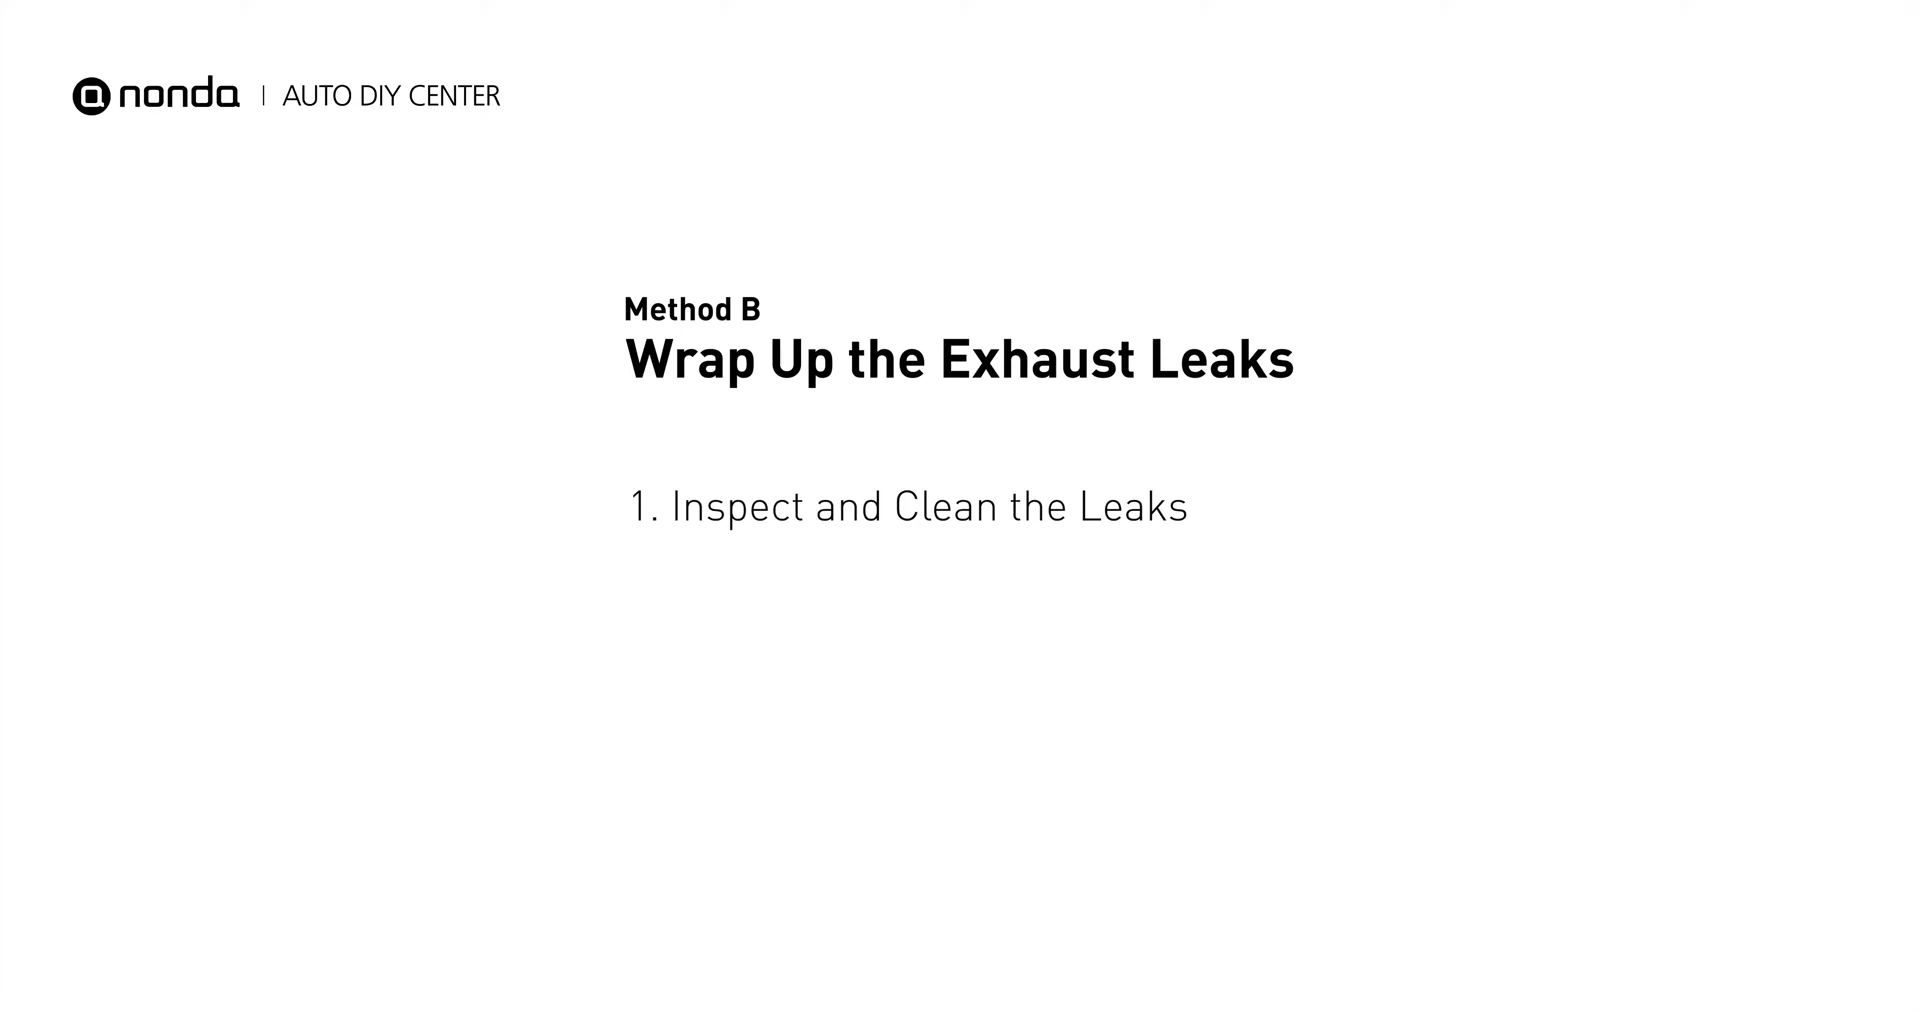 nonda | AUTO DIY CENTER
Method B
Wrap Up the Exhaust Leaks
1. Inspect and Clean the Leaks